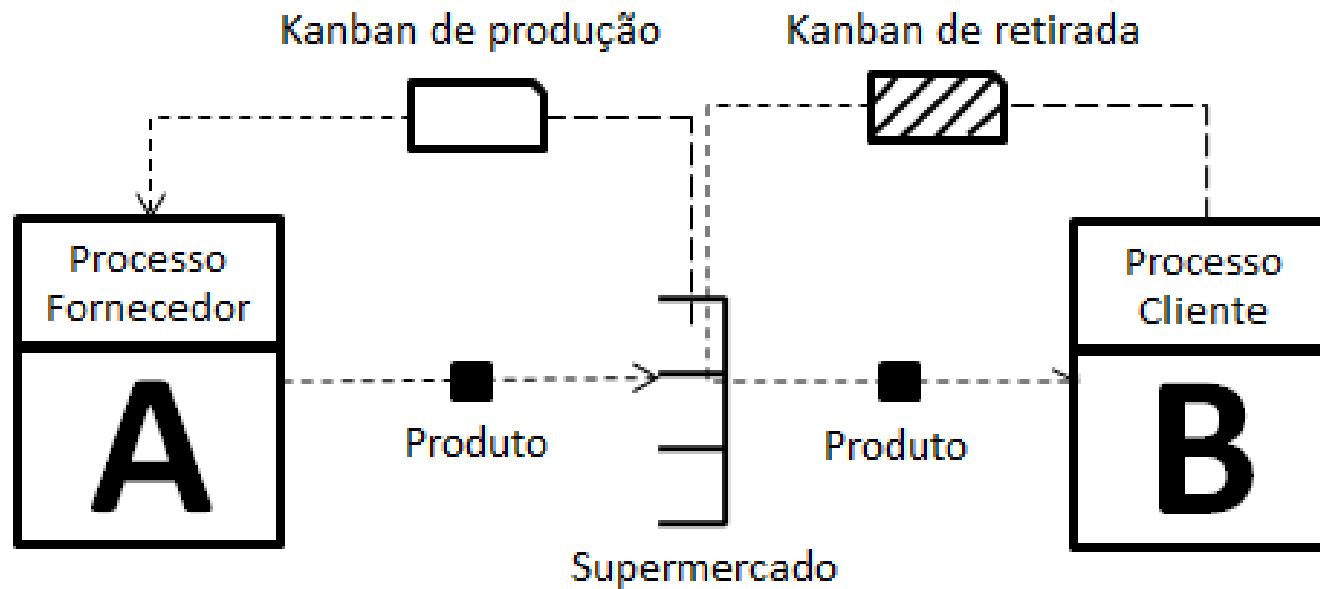 Kanban de produção
Kanban de retirada
Processo
Fornecedor
A
Produto
Supermercado
Produto
Processo
Cliente
B